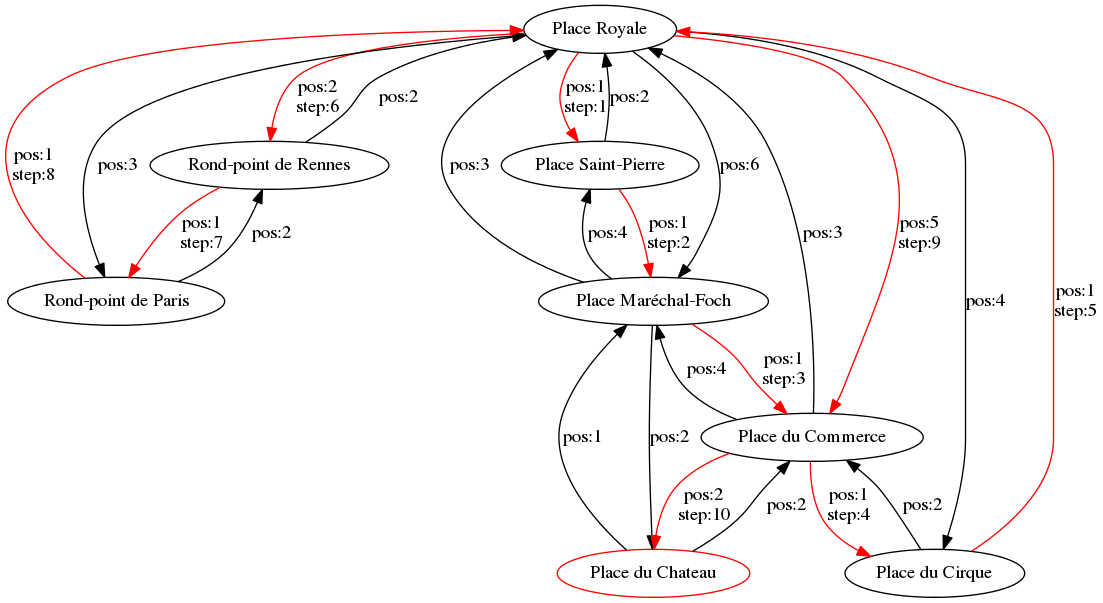 Place Royale
pos:2
step:6
pos:2
pos:1
step:1
pos:2
pos:1
step:8
pos:3
Rond-point de Rennes
pos:3
Place Saint-Pierre
pos:6
pos:1
step:7
pos:2
pos:4
pos:1
step:2
pos:3
pos:5
step:9
Rond-point de Paris
Place Maréchal-Foch
pos:4
pos:1
step:5
pos:4
pos:1
step:3
pos:1
pos:2
Place du Commerce
pos:2
step:10
pos:2
pos:1
step:4
pos:2
Place du Chateau
Place du Cirque